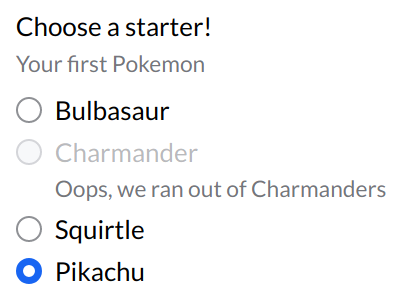 Choose a starter!
Your first Pokemon
Bulbasaur
Charmander
Oops, we ran out of Charmanders
Squirtle
Pikachu